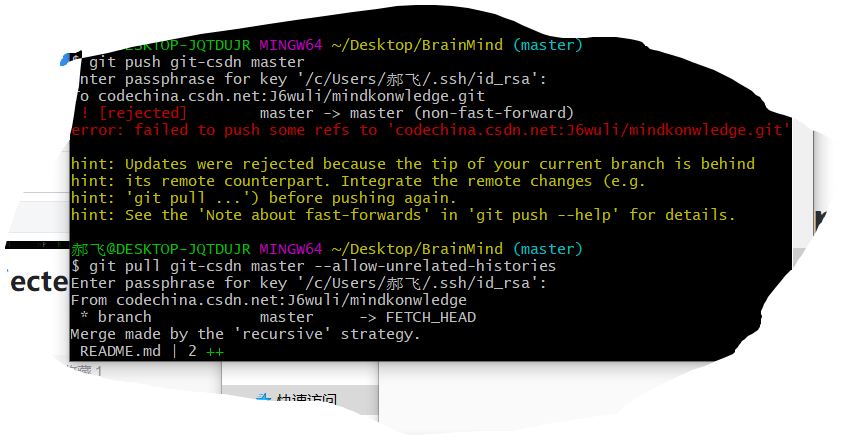 DESKTOP-JQTDUJR MINGW64 ~/Desktop/BrainMind (master)
$ git push git-csdn master
Enter passphrase for key '/c/Users/郝飞/.ssh/id_rsa':
To codechina.csdn.net:J6wuli/mindkonwledge.git
! [rejected] master -> master (non-fast-forward)
error: failed to push some refs to 'codechina.csdn.net:J6wuli/mindkonwledge.git'
hint: Updates were rejected because the tip of your current branch is behind
hint: its remote counterpart. Integrate the remote changes (e.g.
hint: 'git pull ...') before pushing again.
hint: See the 'Note about fast-forwards' in 'git push --help' for details.
郝飞@DESKTOP-JQTDUJR MINGW64 ~/Desktop/BrainMind (master)
$ git pull git-csdn master --allow-unrelated-histories
Enter passphrase for key '/c/Users/郝飞/.ssh/id_rsa':
From codechina.csdn.net:J6wuli/mindkonwledge
* branch master -> FETCH_HEAD
Merge made by the 'recursive' strategy.
README.md | 2 ++
ecte
收藏 1
快速访问